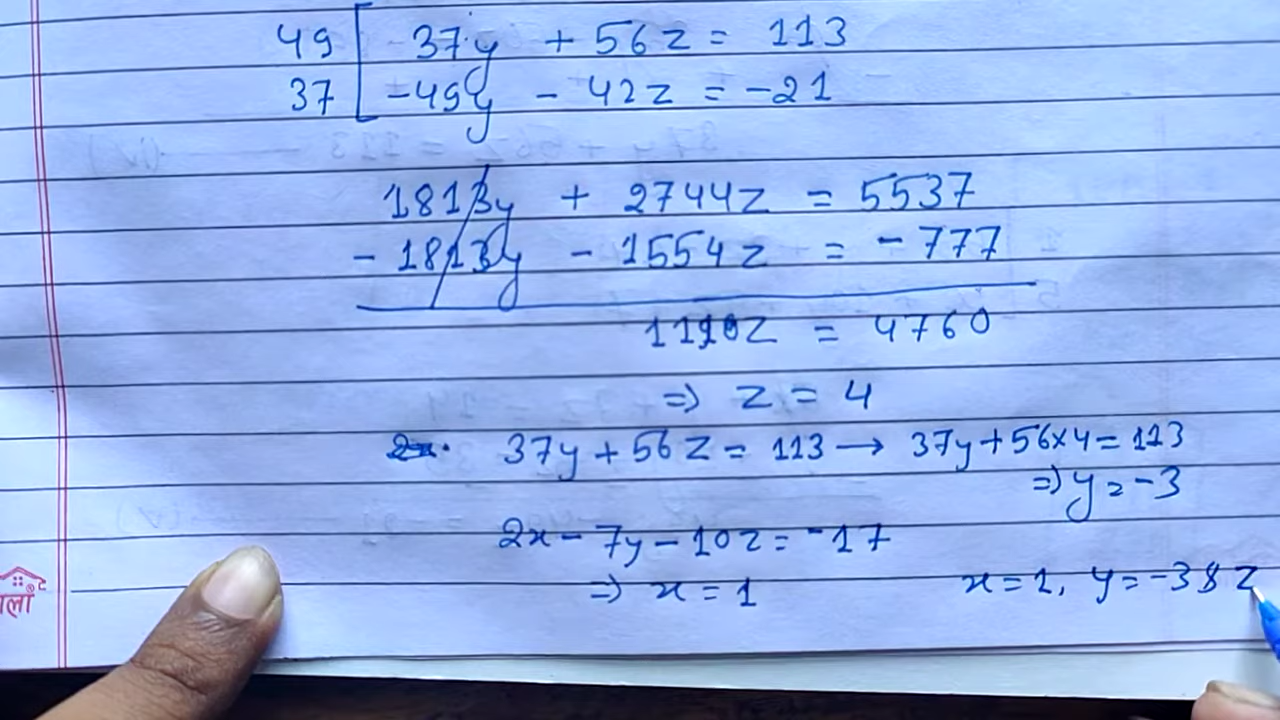 49 [ 37y + 56z = 113
37 [ -49y - 42z = -21
1813y + 2744z = 5537
- 1813y - 1554z = - 777
1190z = 4760
⇒ z = 4
37y + 56z = 113 → 37y + 56×4 = 113
⇒ y = -3
2x - 7y - 10z = -17
⇒ x = 1
x = 1, y = -3 & z